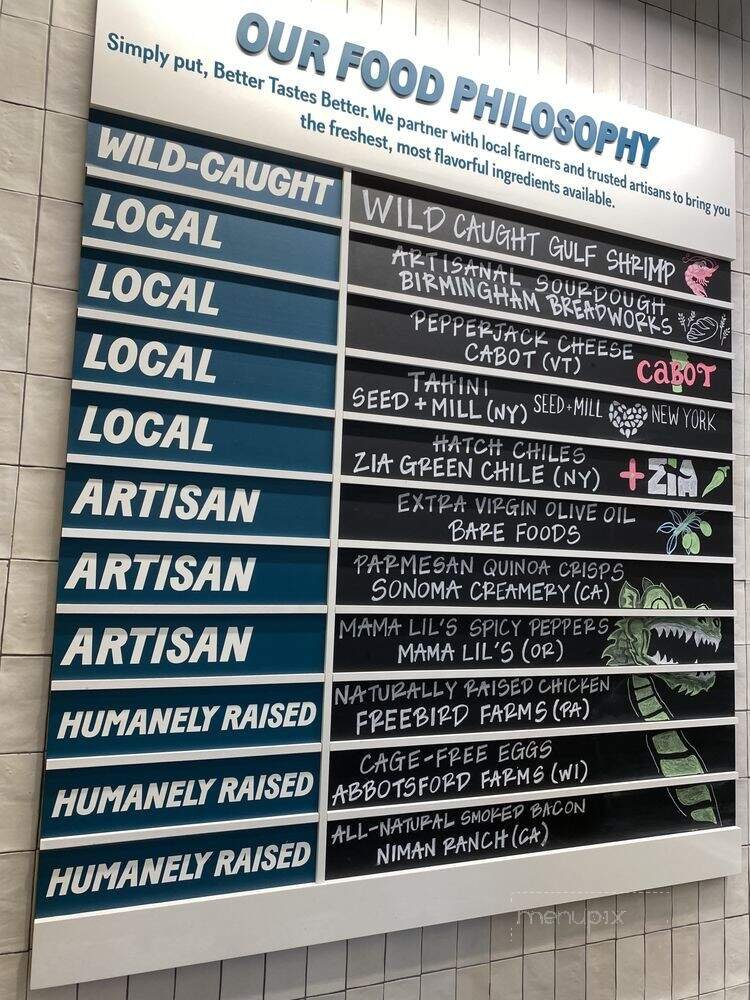 OUR FOOD PHILOSOPHY
Simply put, Better Tastes Better. We partner with local farmers and trusted artisans to bring you
the freshest, most flavorful ingredients available.
WILD-CAUGHT
WILD CAUGHT GULF SHRIMP
LOCAL
ARTISANAL SOURDOUGH
BIRMINGHAM BREADWORKS
LOCAL
PEPPERJACK CHEESE
CABOT (VT)
CABOT
LOCAL
TAHINI
SEED + MILL (NY)
SEED+MILL NEW YORK
LOCAL
HATCH CHILES
ZIA GREEN CHILE (NY)
+ZIA
ARTISAN
EXTRA VIRGIN OLIVE OIL
BARE FOODS
ARTISAN
PARMESAN QUINOA CRISPS
SONOMA CREAMERY (CA)
ARTISAN
MAMA LIL'S SPICY PEPPERS
MAMA LIL'S (OR)
HUMANELY RAISED
NATURALLY RAISED CHICKEN
FREEBIRD FARMS (PA)
HUMANELY RAISED
CAGE-FREE EGGS
ABBOTSFORD FARMS (WI)
HUMANELY RAISED
ALL-NATURAL SMOKED BACON
NIMAN RANCH (CA)
menupix